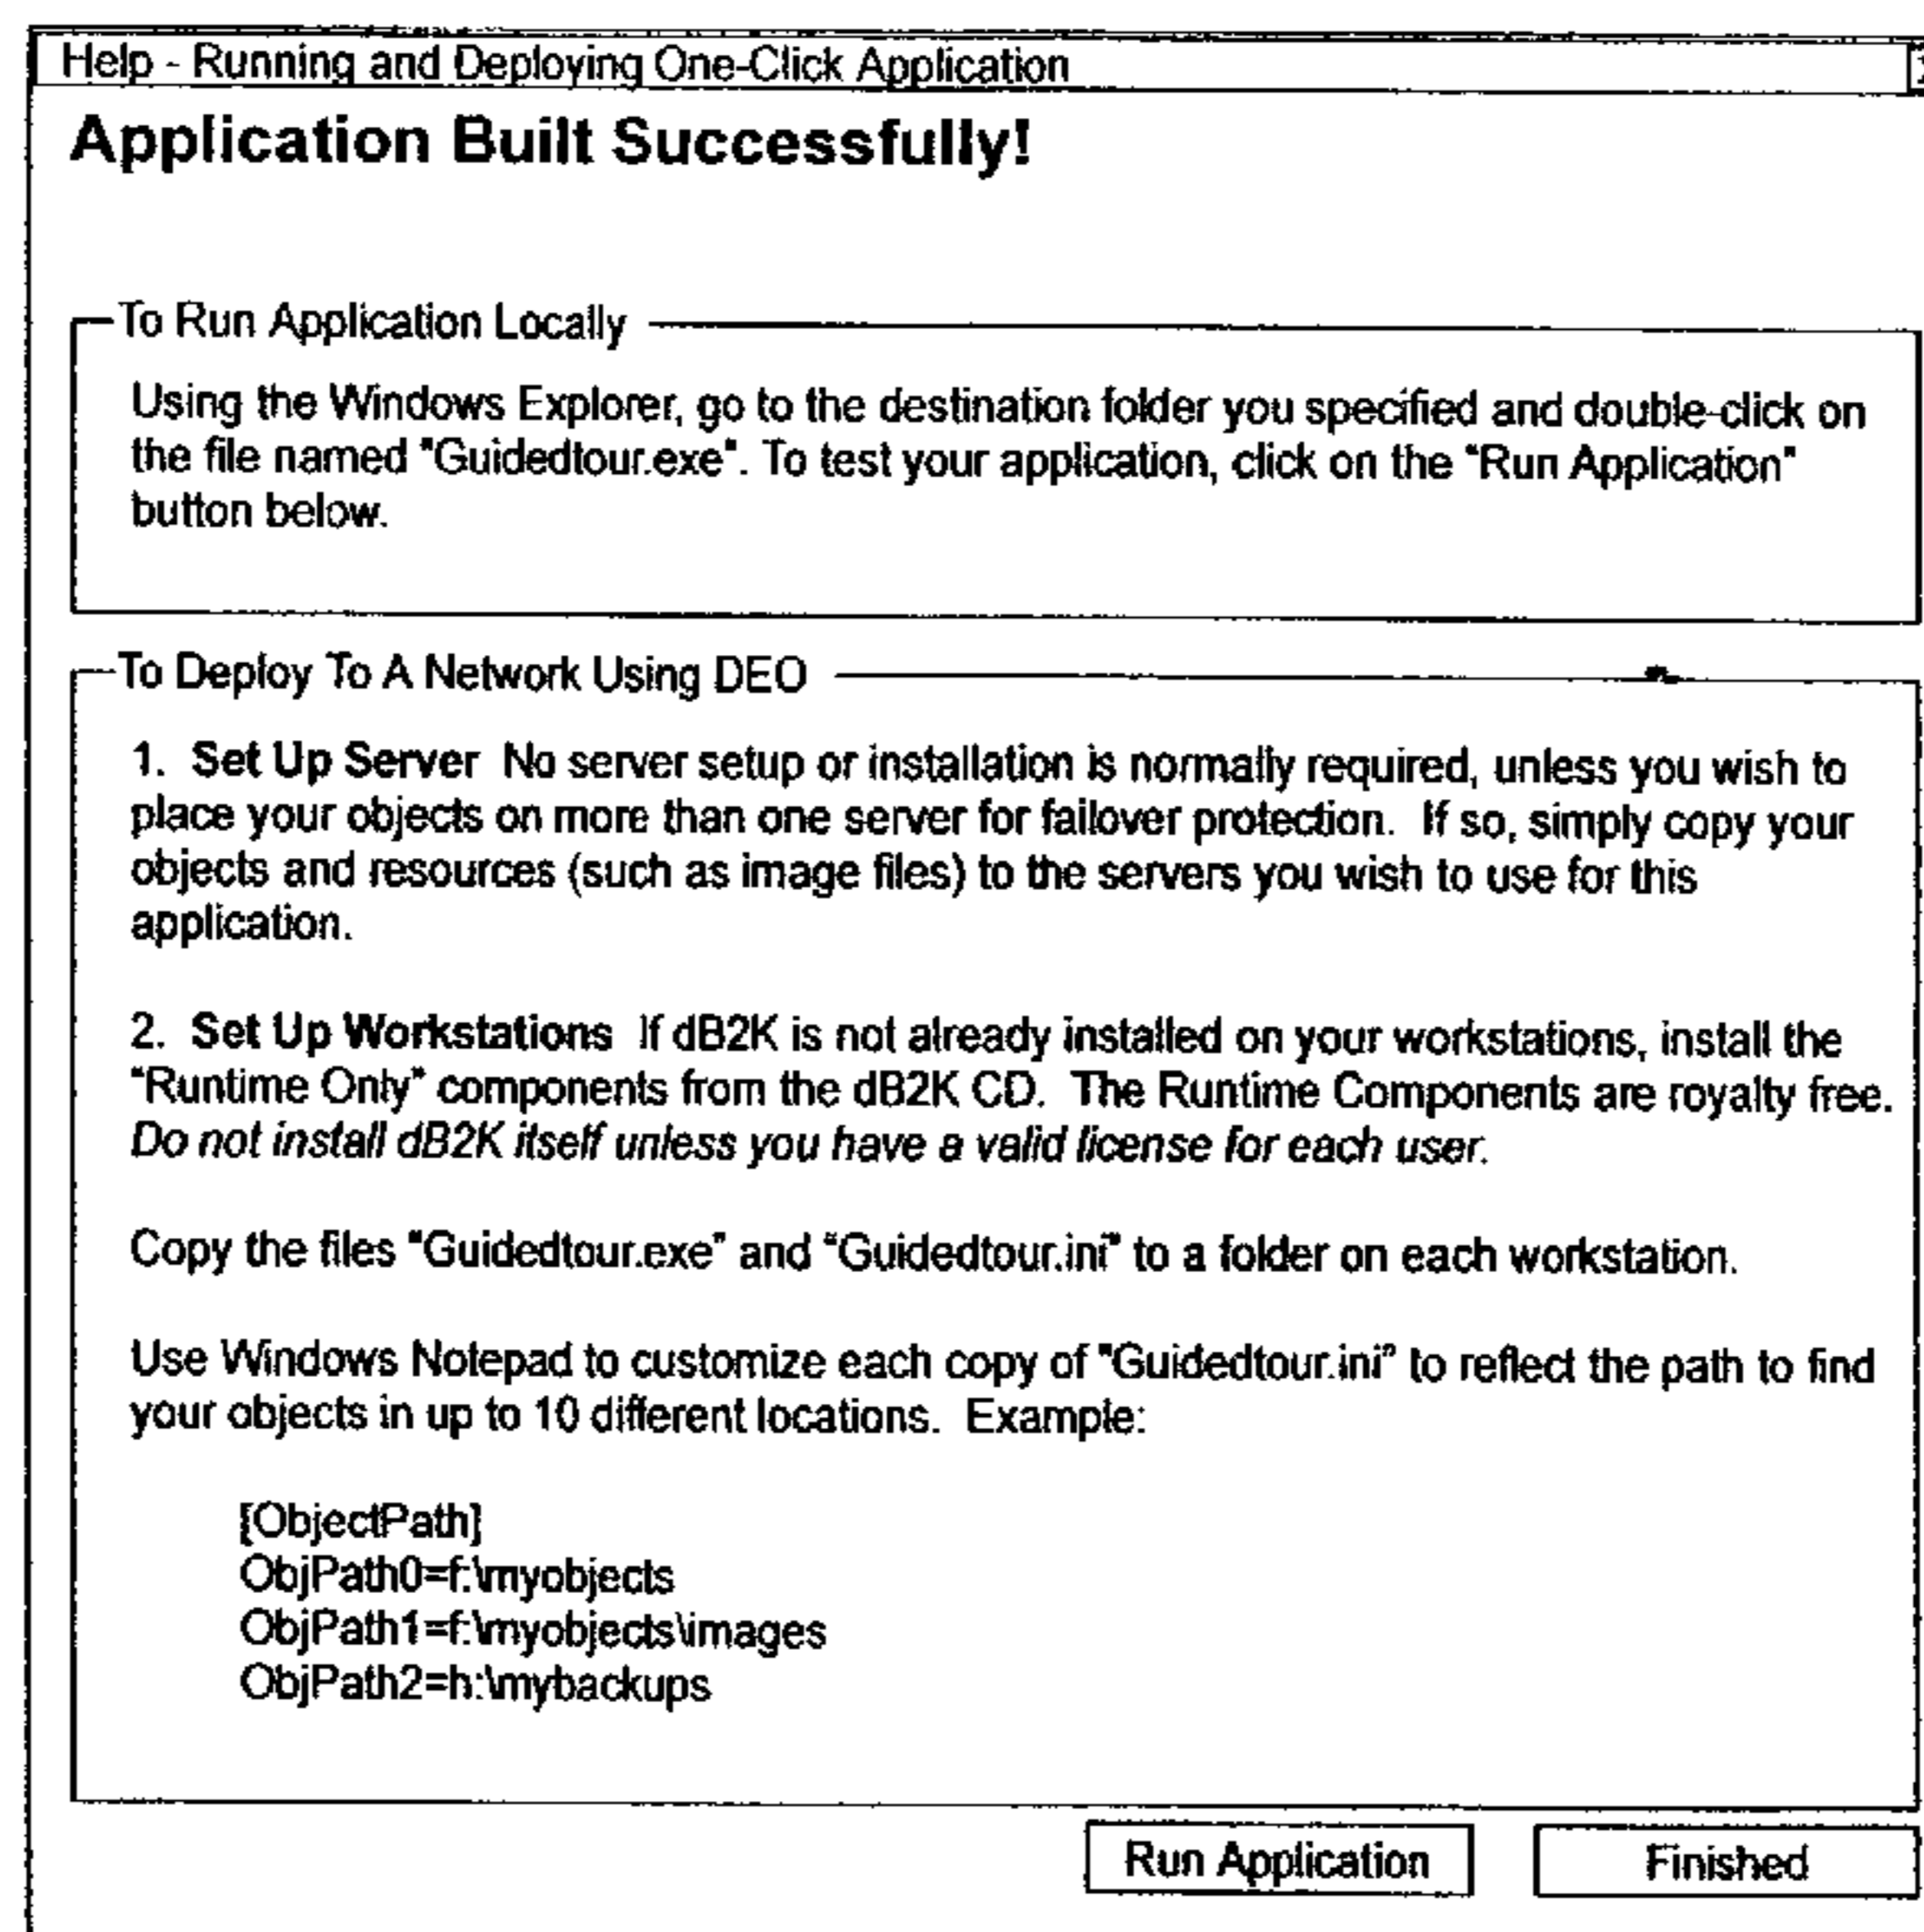 Help - Running and Deploying One-Click Application
Application Built Successfully!
To Run Application Locally
Using the Windows Explorer, go to the destination folder you specified and double-click on
the file named "Guidedtour.exe". To test your application, click on the "Run Application"
button below.
To Deploy To A Network Using DEO
1. Set Up Server No server setup or installation is normally required, unless you wish to
place your objects on more than one server for failover protection. If so, simply copy your
objects and resources (such as image files) to the servers you wish to use for this
application.
2. Set Up Workstations If dB2K is not already installed on your workstations, install the
"Runtime Only" components from the dB2K CD. The Runtime Components are royalty free.
Do not install dB2K itself unless you have a valid license for each user.
Copy the files "Guidedtour.exe" and "Guidedtour.ini" to a folder on each workstation.
Use Windows Notepad to customize each copy of "Guidedtour.ini" to reflect the path to find
your objects in up to 10 different locations. Example:
[ObjectPath]
ObjPath0=f:\myobjects
ObjPath1=f:\myobjects\images
ObjPath2=h:\mybackups
Run Application
Finished